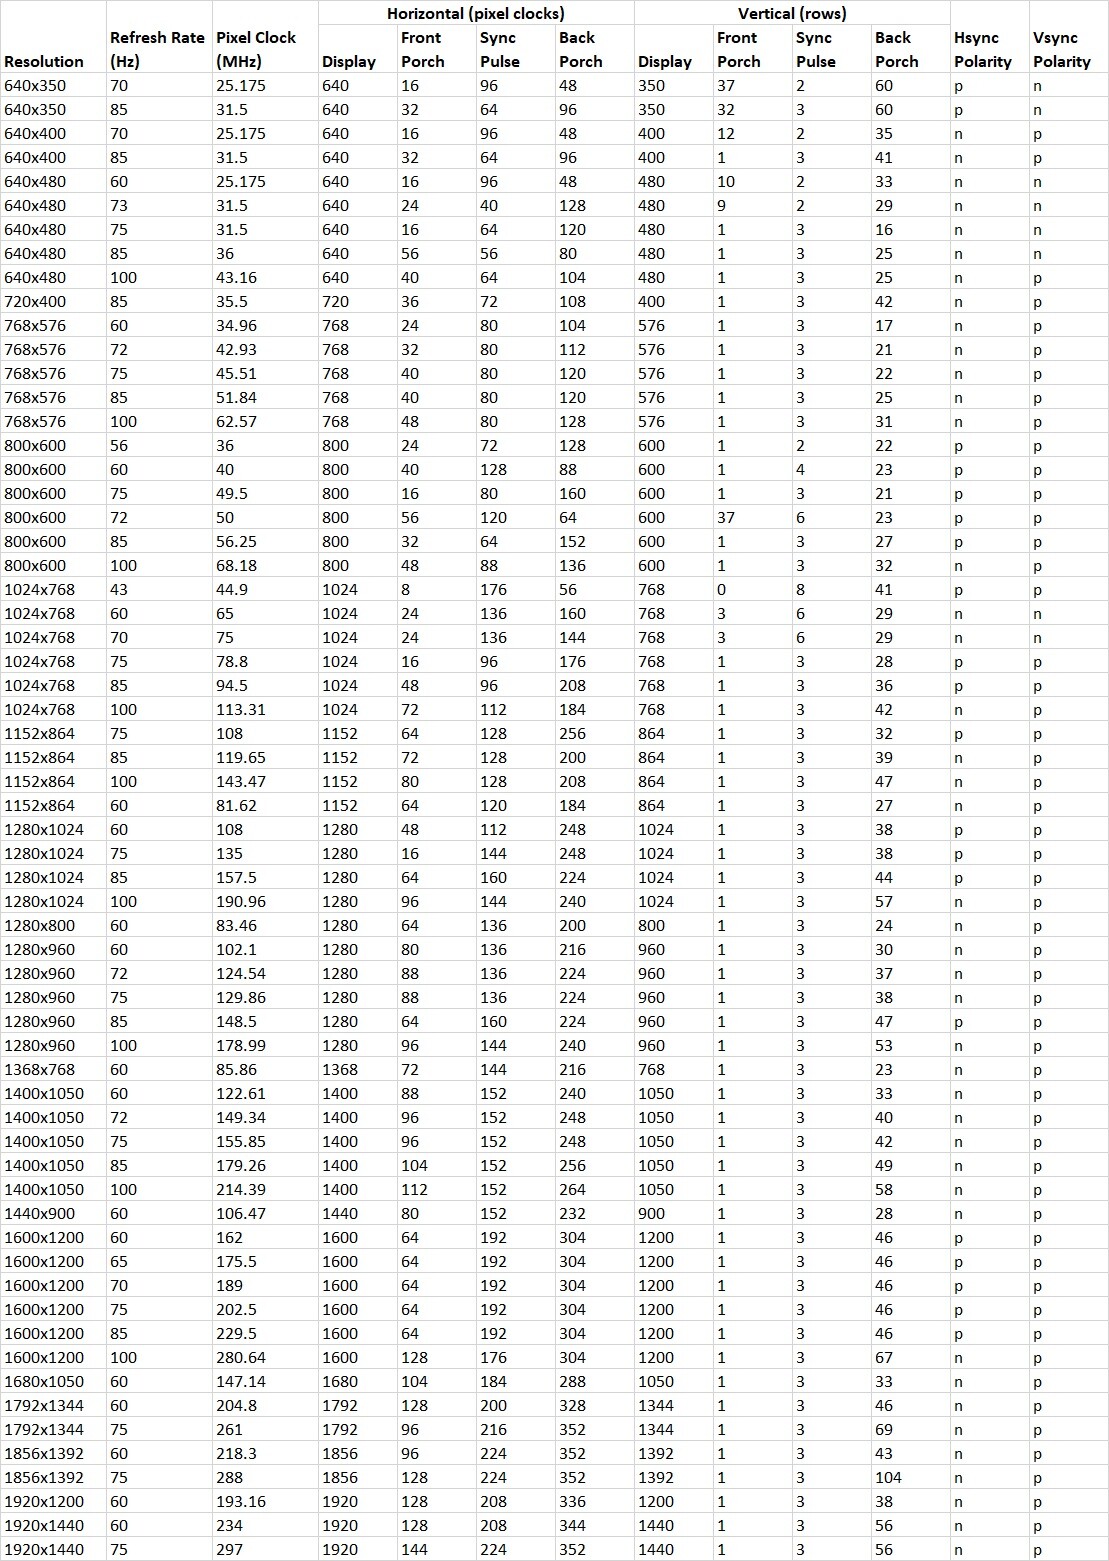 Horizontal (pixel clocks) Vertical (rows)
Refresh Rate Pixel Clock Front Sync Back Front Sync Back Hsync Vsync
Resolution (Hz) (MHz) Display Porch Pulse Porch Display Porch Pulse Porch Polarity Polarity
640x350 70 25.175 640 16 96 48 350 37 2 60 p n
640x350 85 31.5 640 32 64 96 350 32 3 60 p n
640x400 70 25.175 640 16 96 48 400 12 2 35 n p
640x400 85 31.5 640 32 64 96 400 1 3 41 n p
640x480 60 25.175 640 16 96 48 480 10 2 33 n n
640x480 73 31.5 640 24 40 128 480 9 2 29 n n
640x480 75 31.5 640 16 64 120 480 1 3 16 n n
640x480 85 36 640 56 56 80 480 1 3 25 n n
640x480 100 43.16 640 40 64 104 480 1 3 25 n p
720x400 85 35.5 720 36 72 108 400 1 3 42 n p
768x576 60 34.96 768 24 80 104 576 1 3 17 n p
768x576 72 42.93 768 32 80 112 576 1 3 21 n p
768x576 75 45.51 768 40 80 120 576 1 3 22 n p
768x576 85 51.84 768 40 80 120 576 1 3 25 n p
768x576 100 62.57 768 48 80 128 576 1 3 31 n p
800x600 56 36 800 24 72 128 600 1 2 22 p p
800x600 60 40 800 40 128 88 600 1 4 23 p p
800x600 75 49.5 800 16 80 160 600 1 3 21 p p
800x600 72 50 800 56 120 64 600 37 6 23 p p
800x600 85 56.25 800 32 64 152 600 1 3 27 p p
800x600 100 68.18 800 48 88 136 600 1 3 32 n p
1024x768 43 44.9 1024 8 176 56 768 0 8 41 p p
1024x768 60 65 1024 24 136 160 768 3 6 29 n n
1024x768 70 75 1024 24 136 144 768 3 6 29 n n
1024x768 75 78.8 1024 16 96 176 768 1 3 28 p p
1024x768 85 94.5 1024 48 96 208 768 1 3 36 p p
1024x768 100 113.31 1024 72 112 184 768 1 3 42 n p
1152x864 75 108 1152 64 128 256 864 1 3 32 p p
1152x864 85 119.65 1152 72 128 200 864 1 3 39 n p
1152x864 100 143.47 1152 80 128 208 864 1 3 47 n p
1152x864 60 81.62 1152 64 120 184 864 1 3 27 n p
1280x1024 60 108 1280 48 112 248 1024 1 3 38 p p
1280x1024 75 135 1280 16 144 248 1024 1 3 38 p p
1280x1024 85 157.5 1280 64 160 224 1024 1 3 44 p p
1280x1024 100 190.96 1280 96 144 240 1024 1 3 57 n p
1280x800 60 83.46 1280 64 136 200 800 1 3 24 n p
1280x960 60 102.1 1280 80 136 216 960 1 3 30 n p
1280x960 72 124.54 1280 88 136 224 960 1 3 37 n p
1280x960 75 129.86 1280 88 136 224 960 1 3 38 n p
1280x960 85 148.5 1280 64 160 224 960 1 3 47 p p
1280x960 100 178.99 1280 96 144 240 960 1 3 53 n p
1368x768 60 85.86 1368 72 144 216 768 1 3 23 n p
1400x1050 60 122.61 1400 88 152 240 1050 1 3 33 n p
1400x1050 72 149.34 1400 96 152 248 1050 1 3 40 n p
1400x1050 75 155.85 1400 96 152 248 1050 1 3 42 n p
1400x1050 85 179.26 1400 104 152 256 1050 1 3 49 n p
1400x1050 100 214.39 1400 112 152 264 1050 1 3 58 n p
1440x900 60 106.47 1440 80 152 232 900 1 3 28 n p
1600x1200 60 162 1600 64 192 304 1200 1 3 46 p p
1600x1200 65 175.5 1600 64 192 304 1200 1 3 46 p p
1600x1200 70 189 1600 64 192 304 1200 1 3 46 p p
1600x1200 75 202.5 1600 64 192 304 1200 1 3 46 p p
1600x1200 85 229.5 1600 64 192 304 1200 1 3 46 p p
1600x1200 100 280.64 1600 128 176 304 1200 1 3 67 n p
1680x1050 60 147.14 1680 104 184 288 1050 1 3 33 n p
1792x1344 60 204.8 1792 128 200 328 1344 1 3 46 n p
1792x1344 75 261 1792 96 216 352 1344 1 3 69 n p
1856x1392 60 218.3 1856 96 224 352 1392 1 3 43 n p
1856x1392 75 288 1856 128 224 352 1392 1 3 104 n p
1920x1200 60 193.16 1920 128 208 336 1200 1 3 38 n p
1920x1440 60 234 1920 128 208 344 1440 1 3 56 n p
1920x1440 75 297 1920 144 224 352 1440 1 3 56 n p